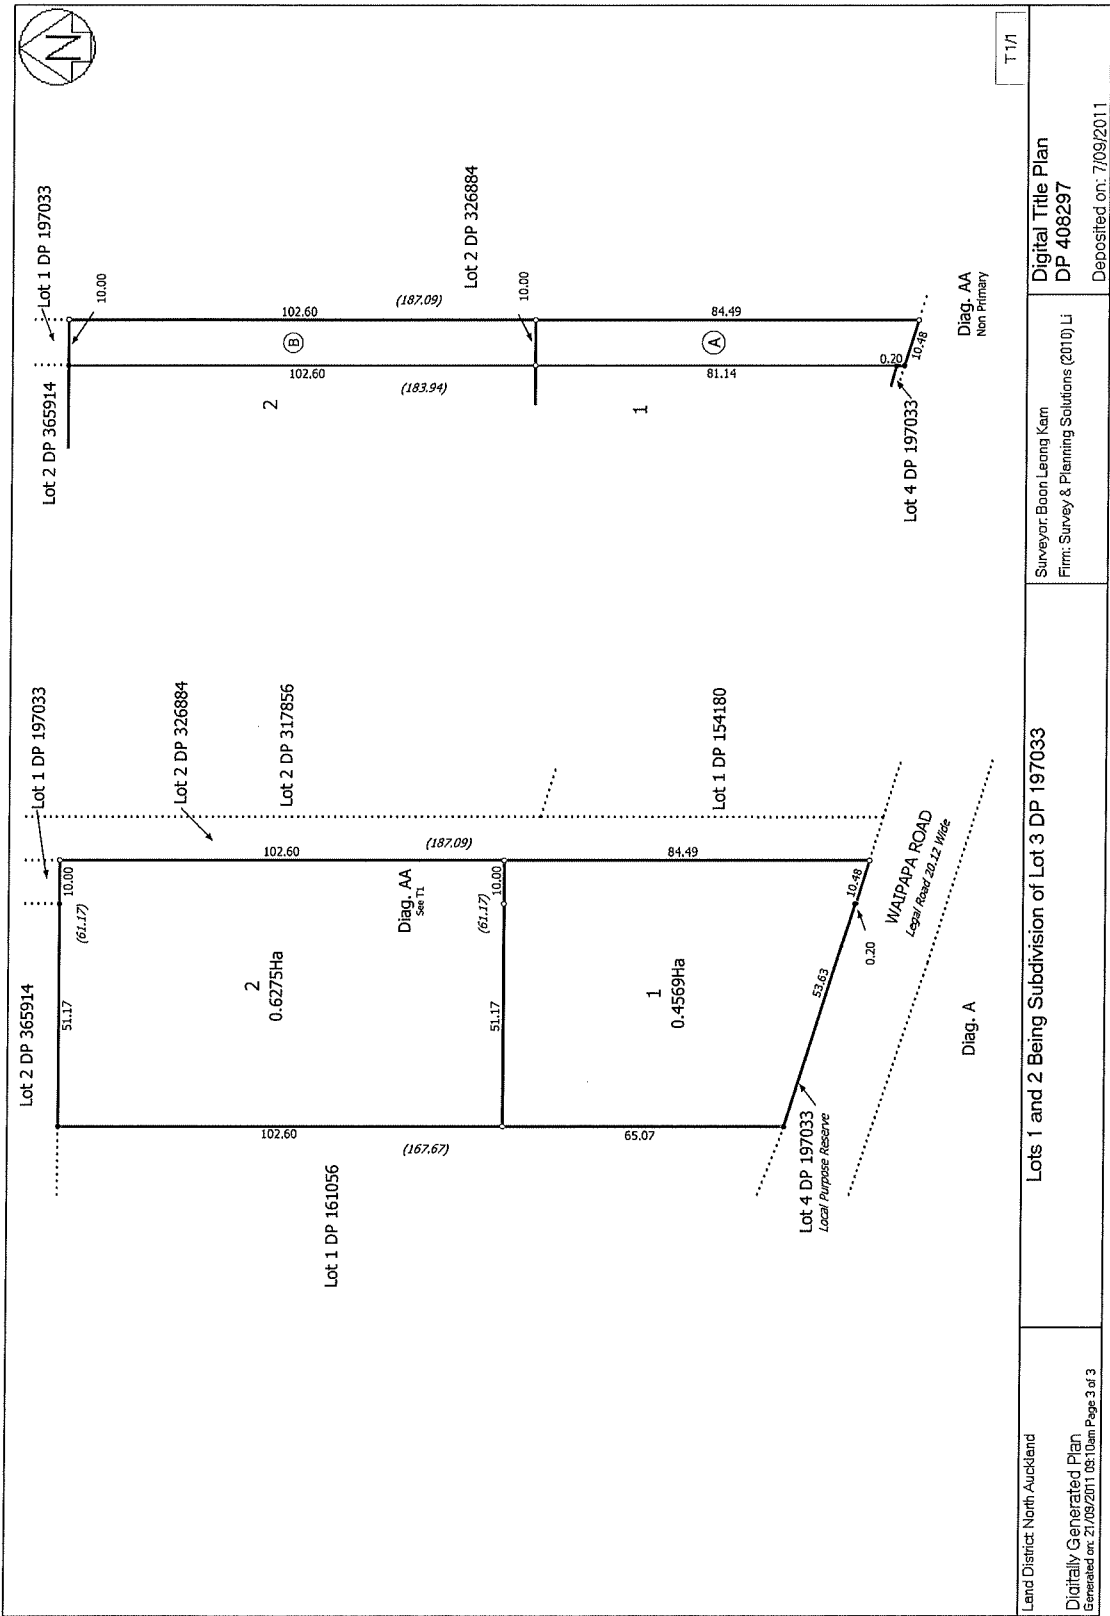 N
Lot 2 DP 365914
Lot 1 DP 197033
51.17
10.00
(61.17)
Lot 2 DP 326884
Lot 2 DP 317856
102.60
(187.09)
2
0.6275Ha
Diag. AA
See T1
102.60
(167.67)
Lot 1 DP 161056
51.17
10.00
(61.17)
1
0.4569Ha
84.49
65.07
Lot 1 DP 154180
53.63
10.48
0.20
WAIPAPA ROAD
Legal Road 20.12 Wide
Lot 4 DP 197033
Local Purpose Reserve
Diag. A
Lot 2 DP 365914
Lot 1 DP 197033
10.00
2
102.60
(183.94)
B
102.60
(187.09)
Lot 2 DP 326884
10.00
1
81.14
A
84.49
0.20
10.48
Lot 4 DP 197033
Diag. AA
Non Primary
T 1/1
Land District: North Auckland
Digitally Generated Plan
Generated on: 21/09/2011 09:10am Page 3 of 3
Lots 1 and 2 Being Subdivision of Lot 3 DP 197033
Surveyor: Boon Leong Kam
Firm: Survey & Planning Solutions (2010) Li
Digital Title Plan
DP 408297
Deposited on: 7/09/2011